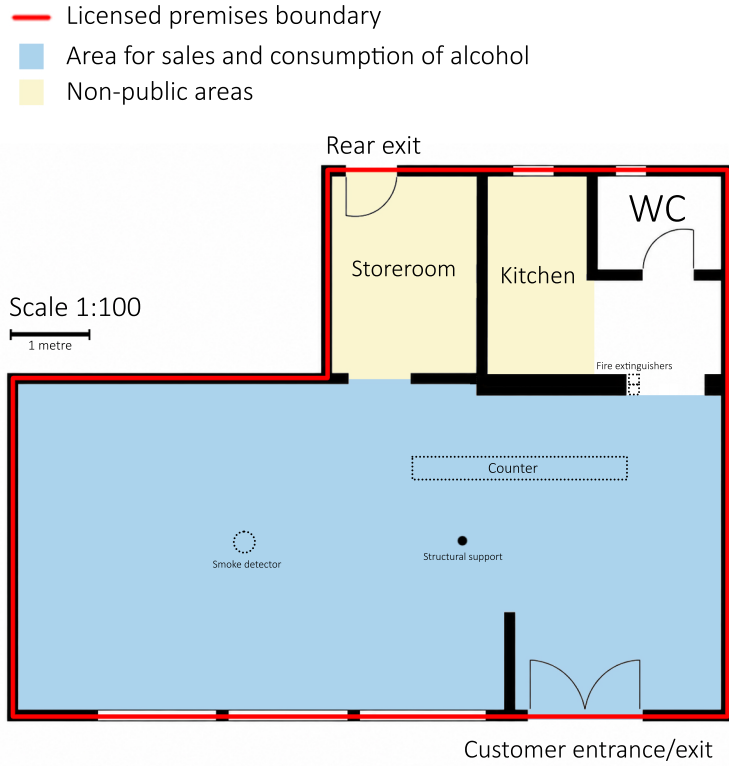 Licensed premises boundary
Area for sales and consumption of alcohol
Non-public areas
Rear exit
WC
Storeroom
Kitchen
Scale 1:100
1 metre
Fire extinguishers
Counter
Smoke detector
Structural support
Customer entrance/exit